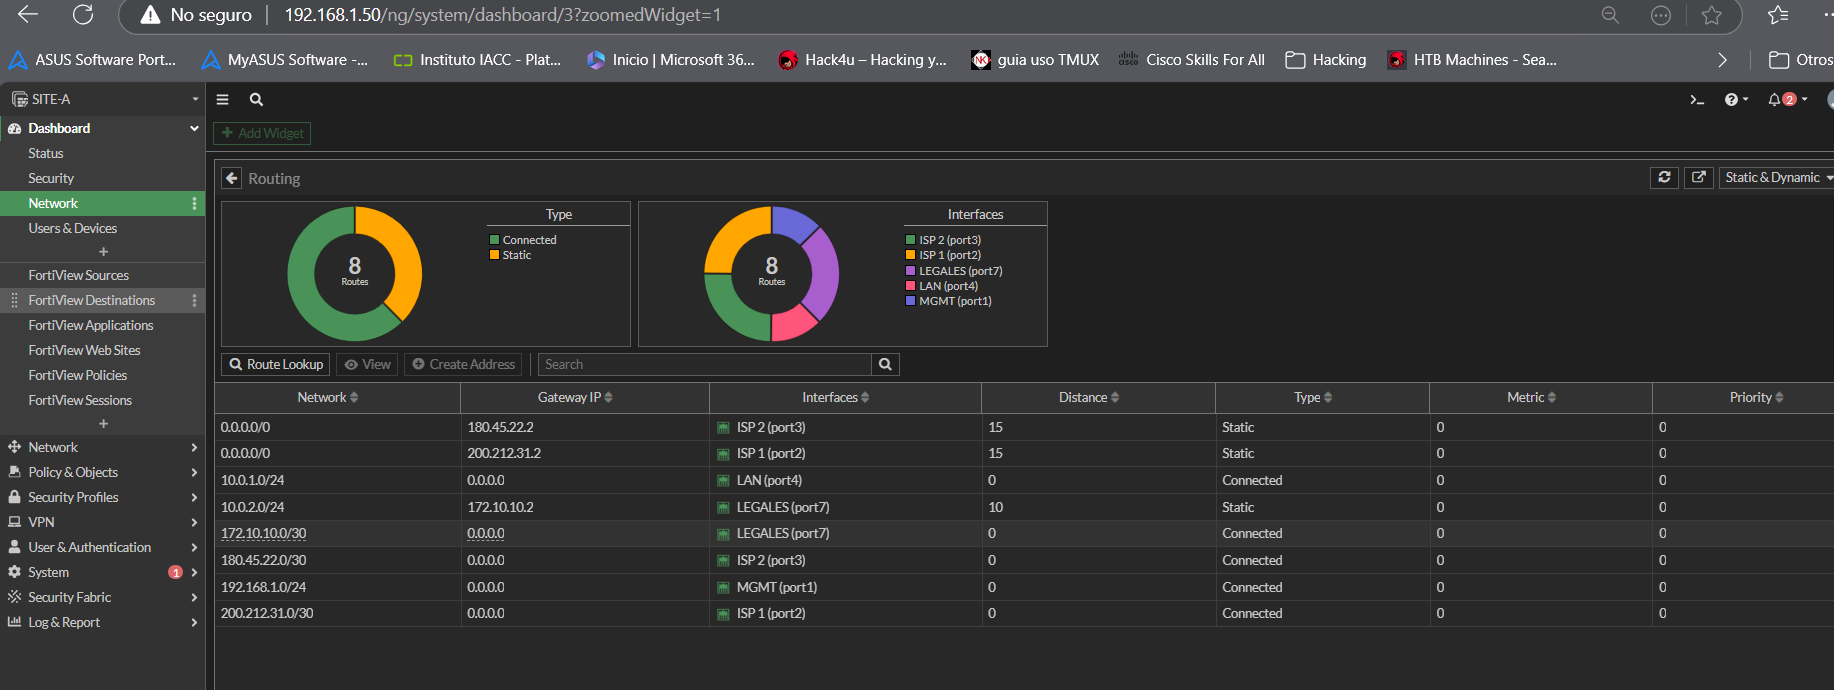 No seguro 192.168.1.50/ng/system/dashboard/3?zoomedWidget=1
ASUS Software Port... MyASUS Software -... Instituto IACC - Plat... Inicio | Microsoft 36... Hack4u – Hacking y... guia uso TMUX Cisco Skills For All Hacking HTB Machines - Sea... Otros
SITE-A
Dashboard
Status
Security
Network
Users & Devices
FortiView Sources
FortiView Destinations
FortiView Applications
FortiView Web Sites
FortiView Policies
FortiView Sessions
Network
Policy & Objects
Security Profiles
VPN
User & Authentication
System 1
Security Fabric
Log & Report
2
Add Widget
Routing
Static & Dynamic
8
Routes
Type
Connected
Static
8
Routes
Interfaces
ISP 2 (port3)
ISP 1 (port2)
LEGALES (port7)
LAN (port4)
MGMT (port1)
Route Lookup View Create Address Search
Network Gateway IP Interfaces Distance Type Metric Priority
0.0.0.0/0 180.45.22.2 ISP 2 (port3) 15 Static 0 0
0.0.0.0/0 200.212.31.2 ISP 1 (port2) 15 Static 0 0
10.0.1.0/24 0.0.0.0 LAN (port4) 0 Connected 0 0
10.0.2.0/24 172.10.10.2 LEGALES (port7) 10 Static 0 0
172.10.10.0/30 0.0.0.0 LEGALES (port7) 0 Connected 0 0
180.45.22.0/30 0.0.0.0 ISP 2 (port3) 0 Connected 0 0
192.168.1.0/24 0.0.0.0 MGMT (port1) 0 Connected 0 0
200.212.31.0/30 0.0.0.0 ISP 1 (port2) 0 Connected 0 0